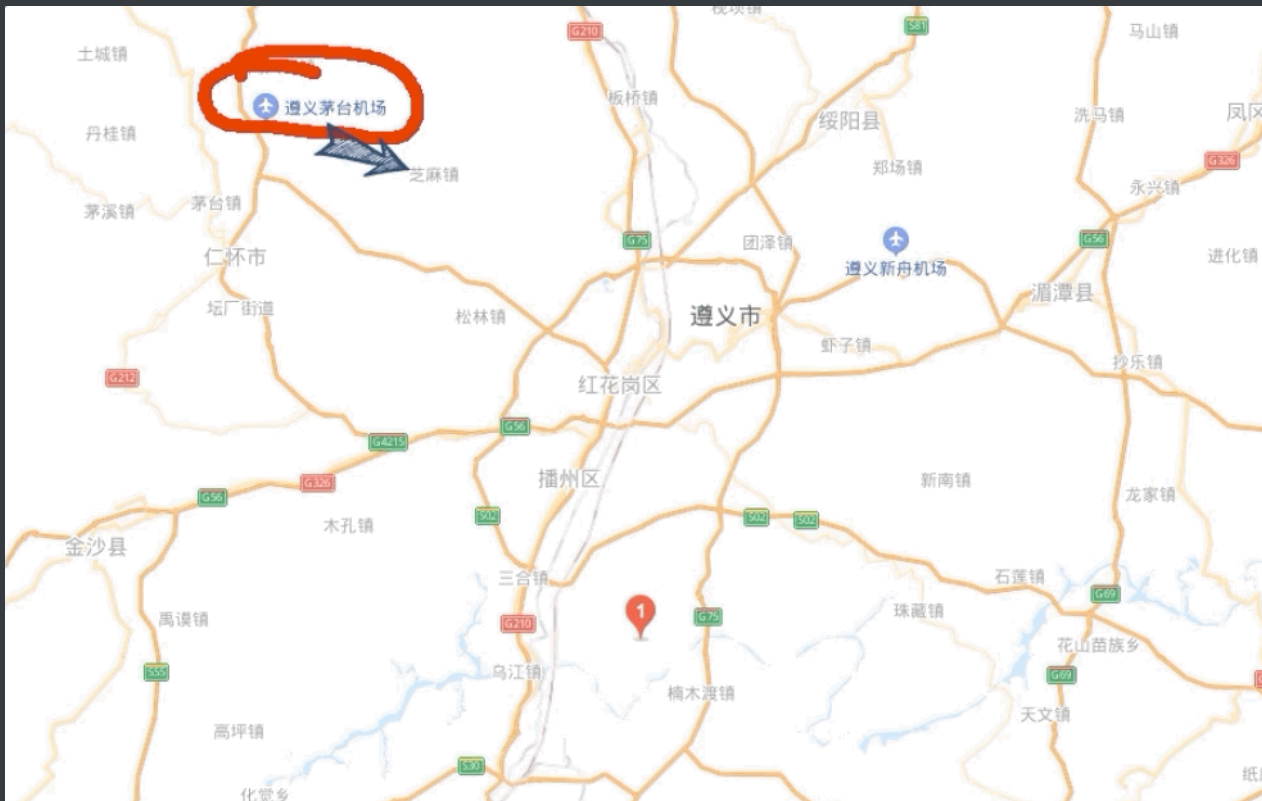 枧坝镇
G210
S81
马山镇
土城镇
遵义茅台机场
板桥镇
绥阳县
洗马镇
丹桂镇
G326
芝麻镇
郑场镇
永兴镇
茅溪镇
茅台镇
G75
团泽镇
G56
仁怀市
遵义新舟机场
进化镇
湄潭县
坛厂街道
松林镇
遵义市
虾子镇
抄乐镇
G212
红花岗区
G56
G4215
播州区
新南镇
G326
龙家镇
G56
S02
S02
S02
木孔镇
金沙县
三合镇
石莲镇
G69
1
珠藏镇
禹谟镇
G210
G75
花山苗族乡
S55
乌江镇
G69
楠木渡镇
天文镇
高坪镇
S30
化觉乡